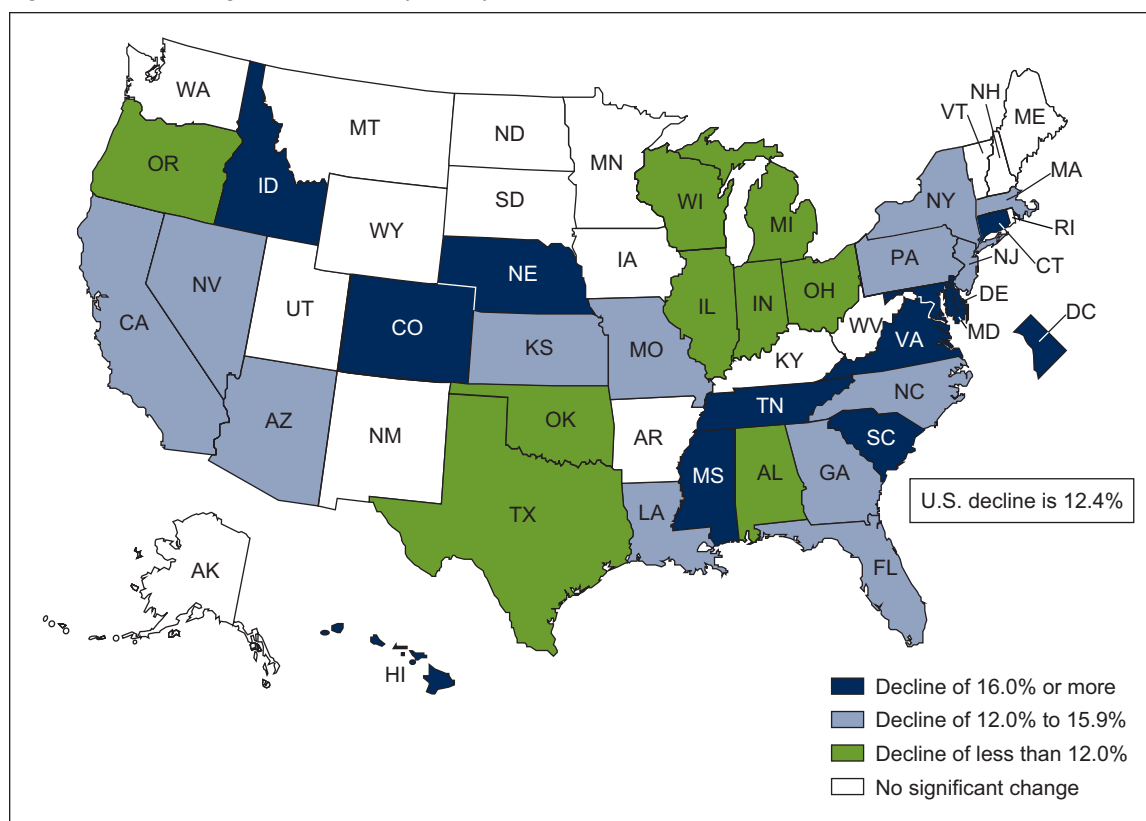 WA
MT
ND
MN
VT
NH
ME
OR
ID
SD
WI
MI
NY
MA
WY
RI
IA
NE
PA
NJ
CT
NV
UT
IL
IN
OH
DE
MD
DC
CA
CO
KS
MO
WV
VA
KY
AZ
NM
OK
AR
TN
NC
SC
MS
AL
GA
TX
LA
U.S. decline is 12.4%
FL
AK
HI
Decline of 16.0% or more
Decline of 12.0% to 15.9%
Decline of less than 12.0%
No significant change